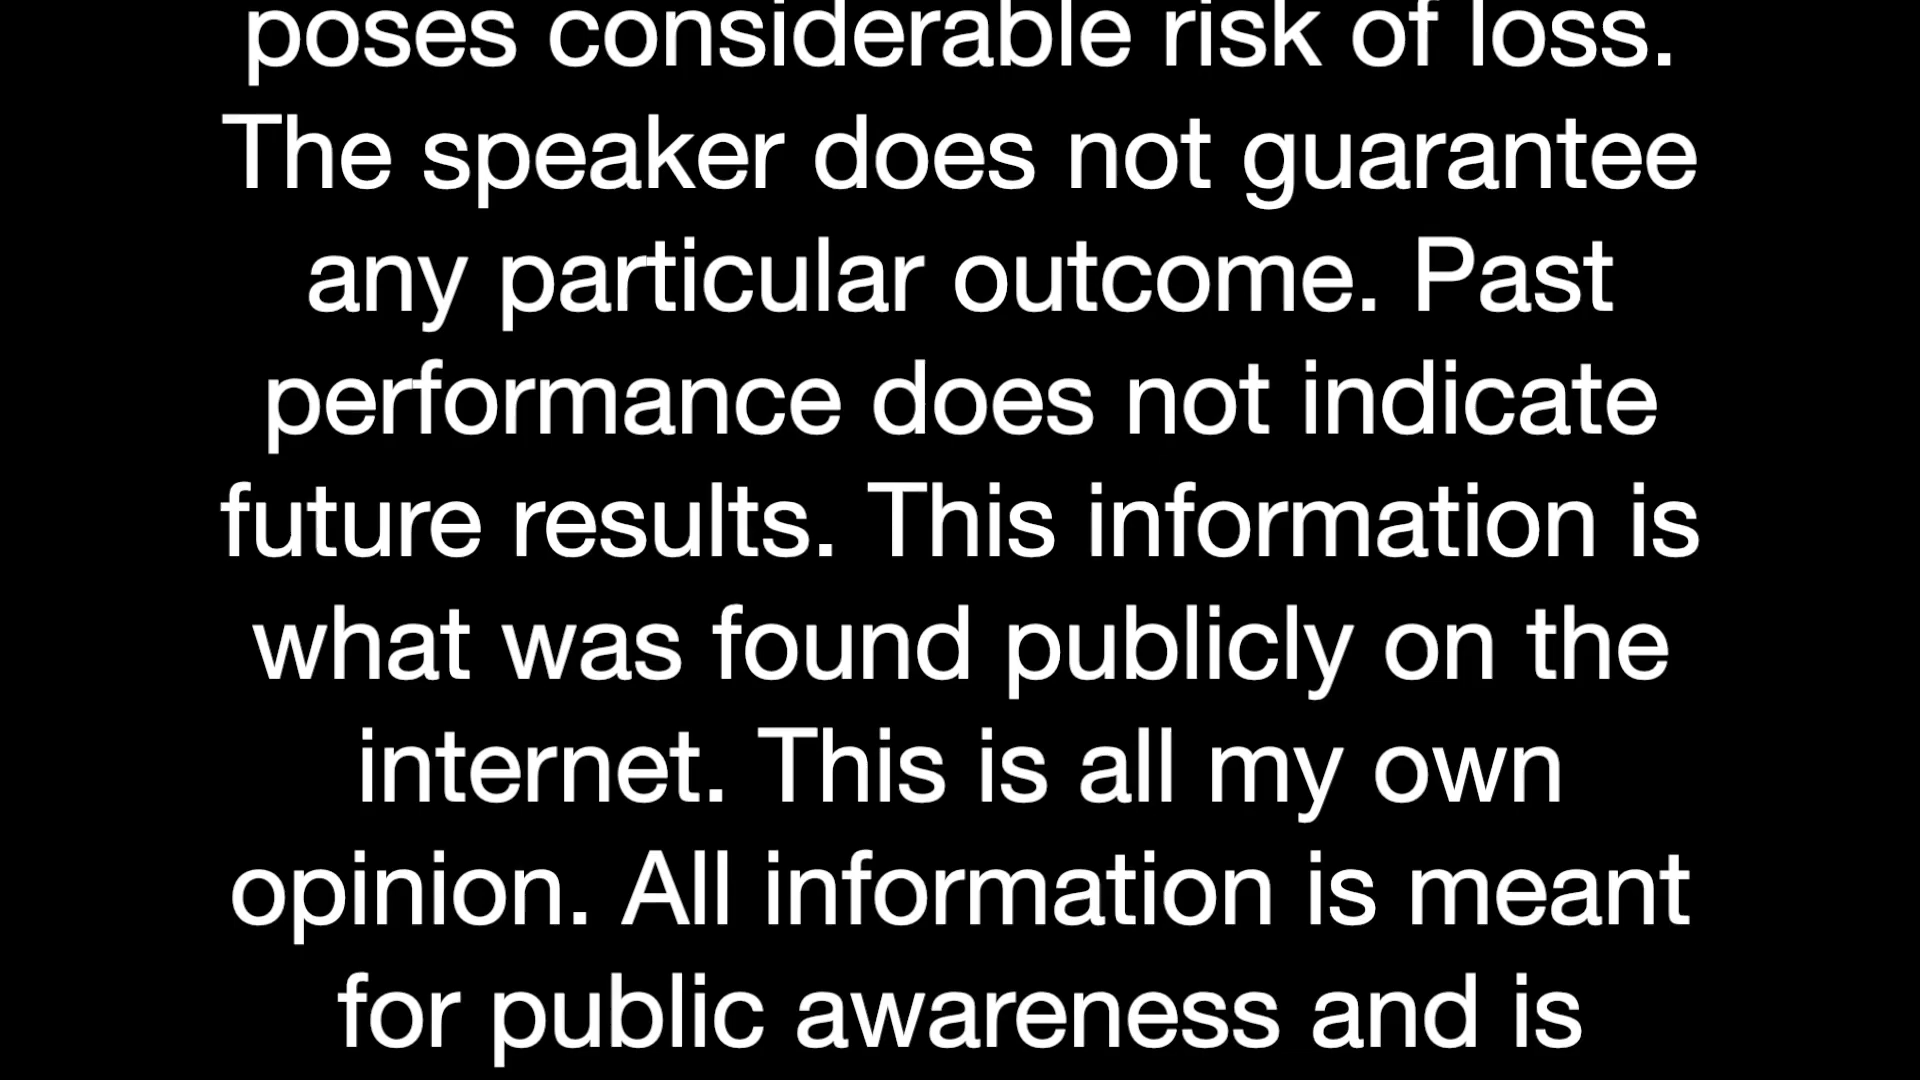 poses considerable risk of loss.
The speaker does not guarantee
any particular outcome. Past
performance does not indicate
future results. This information is
what was found publicly on the
internet. This is all my own
opinion. All information is meant
for public awareness and is